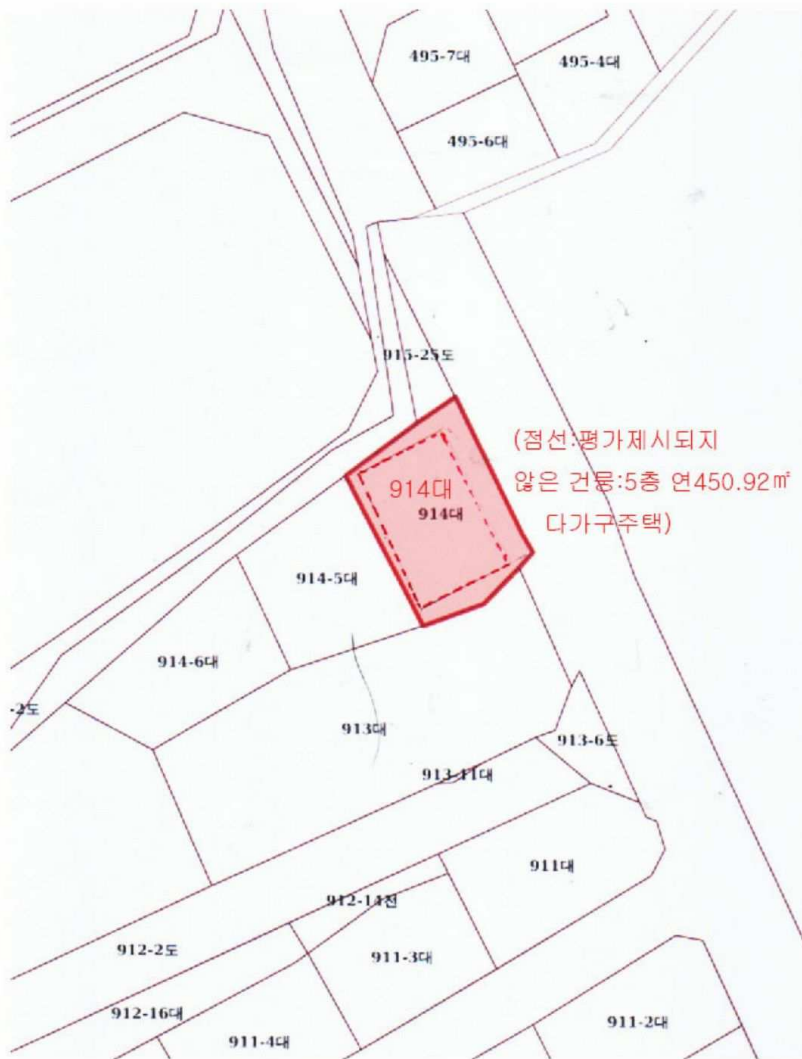 495-7대
495-4대
495-6대
915-25도
(점선:평가제시되지
않은 건물:5층 연450.92㎡
다가구주택)
914대
914대
914-5대
914-6대
-2도
913대
913-6도
913-11대
911대
912-14전
912-2도
911-3대
912-16대
911-2대
911-4대